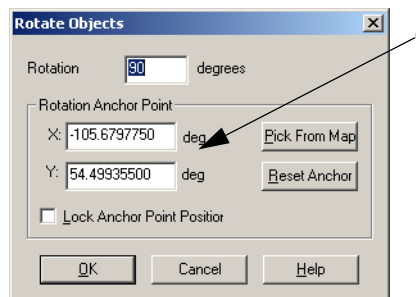 Rotate Objects
Rotation 90 degrees
Rotation Anchor Point
X: -105.6797750 deg Pick From Map
Y: 54.49935500 deg Reset Anchor
Lock Anchor Point Position
OK Cancel Help